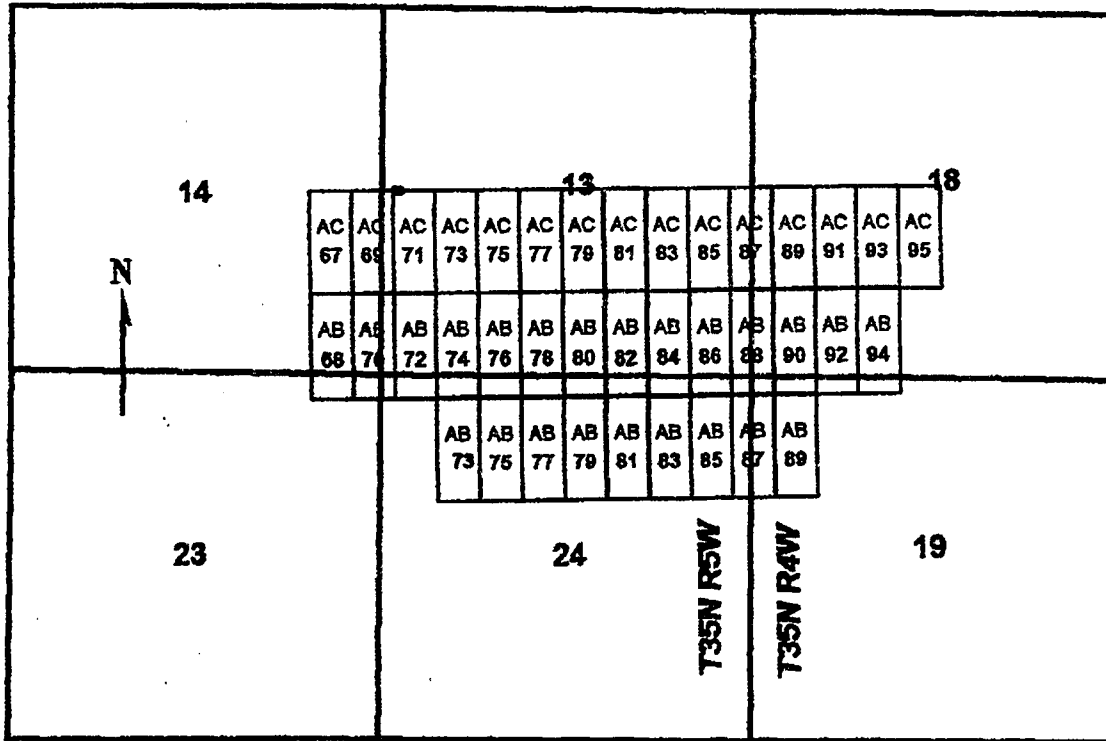 14
13
18
AC AC AC AC AC AC AC AC AC AC AC AC AC AC AC
67 69 71 73 75 77 79 81 83 85 87 89 91 93 95
N
AB AB AB AB AB AB AB AB AB AB AB AB AB AB
68 70 72 74 76 78 80 82 84 86 88 90 92 94
AB AB AB AB AB AB AB AB AB
73 75 77 79 81 83 85 87 89
23
24
19
T35N R5W
T35N R4W